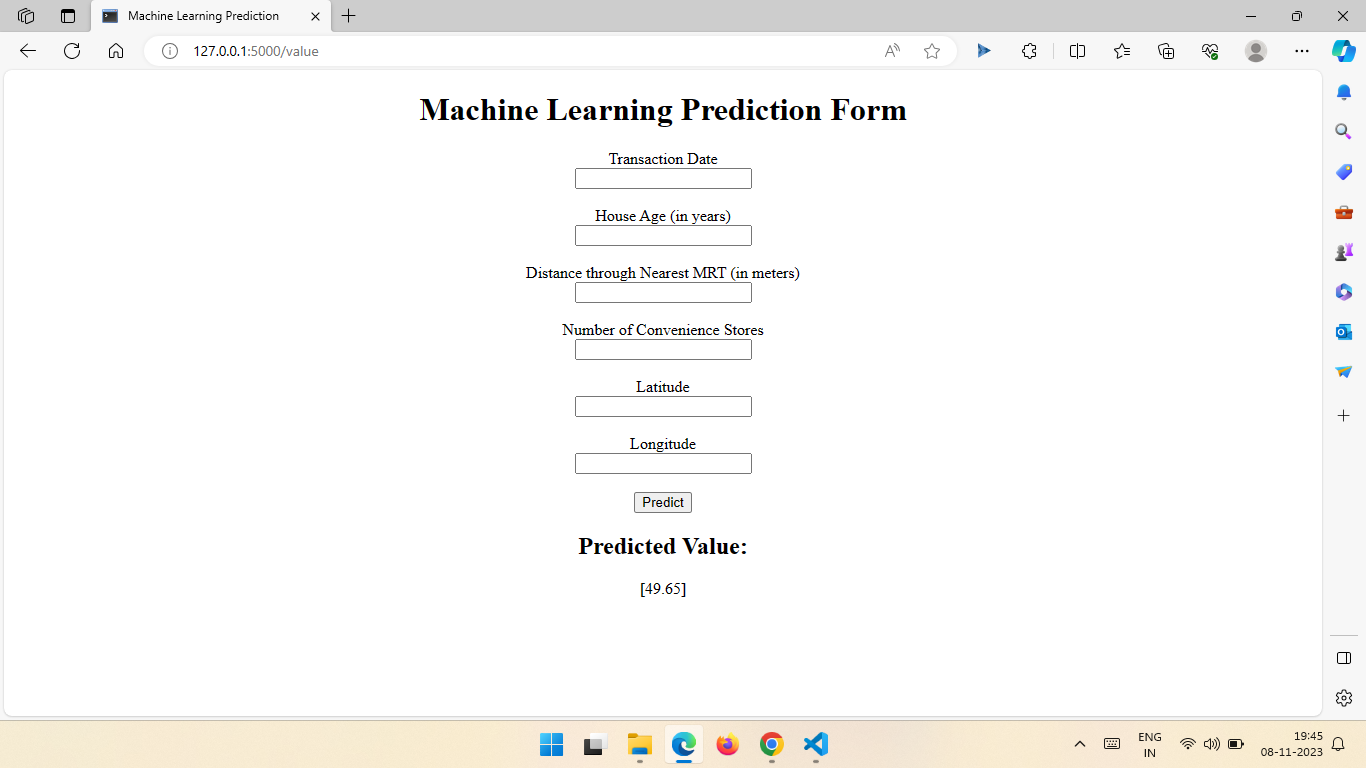 Machine Learning Prediction
127.0.0.1:5000/value
Machine Learning Prediction Form
Transaction Date
House Age (in years)
Distance through Nearest MRT (in meters)
Number of Convenience Stores
Latitude
Longitude
Predict
Predicted Value:
[49.65]
ENG
IN
19:45
08-11-2023